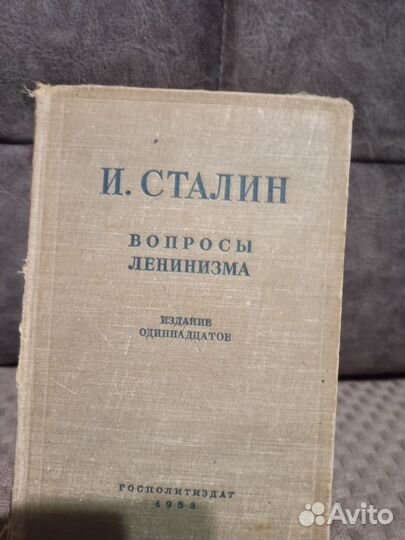 И. СТАЛИН
ВОПРОСЫ
ЛЕНИНИЗМА
ИЗДАНИЕ
ОДИННАДЦАТОЕ
ГОСПОЛИТИЗДАТ
1953
Avito